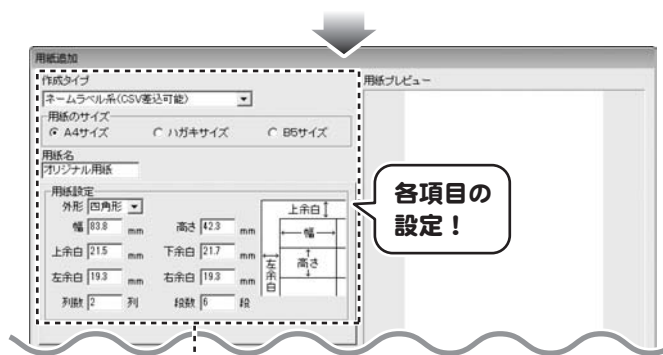 用紙追加
作成タイプ
ネームラベル系(CSV差込可能)
用紙のサイズ
A4サイズ ハガキサイズ B5サイズ
用紙名
オリジナル用紙
用紙設定
外形 四角形
幅 83.8 mm 高さ 42.3 mm
上余白 21.5 mm 下余白 21.7 mm
左余白 19.3 mm 右余白 19.3 mm
列数 2 列 段数 6 段
上余白
幅
高さ
左余白
用紙プレビュー
各項目の
設定！